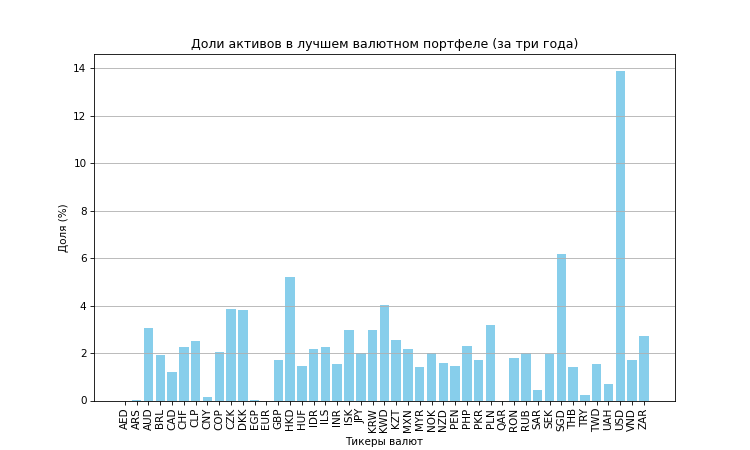 Доли активов в лучшем валютном портфеле (за три года)
Доля (%)
14
12
10
8
6
4
2
0
AED ARS AUD BRL CAD CHF CLP CNY COP CZK DKK EGP EUR GBP HKD HUF IDR ILS INR ISK JPY KRW KWD KZT MXN MYR NOK NZD PEN PHP PKR PLN QAR RON RUB SAR SEK SGD THB TRY TWD UAH USD VND ZAR
Тикеры валют